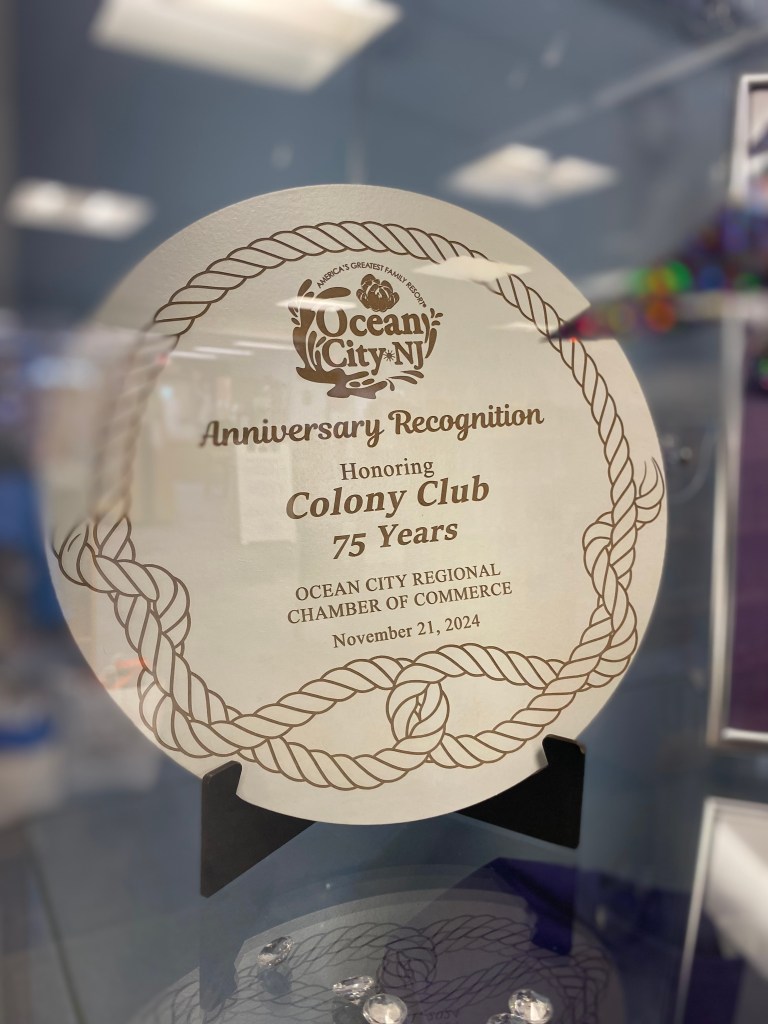 AMERICA'S GREATEST FAMILY RESORT®
Ocean
City NJ
Anniversary Recognition
Honoring
Colony Club
75 Years
OCEAN CITY REGIONAL
CHAMBER OF COMMERCE
November 21, 2024